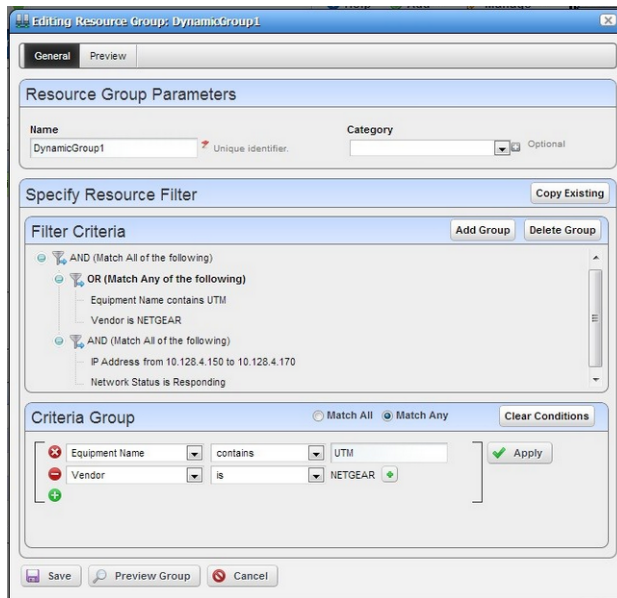 Help Add Manage
Editing Resource Group: DynamicGroup1
General Preview
Resource Group Parameters
Name Category
DynamicGroup1 Unique identifier. Optional
Specify Resource Filter Copy Existing
Filter Criteria Add Group Delete Group
AND (Match All of the following)
OR (Match Any of the following)
Equipment Name contains UTM
Vendor is NETGEAR
AND (Match All of the following)
IP Address from 10.128.4.150 to 10.128.4.170
Network Status is Responding
Criteria Group Match All Match Any Clear Conditions
Equipment Name contains UTM Apply
Vendor is NETGEAR
Save Preview Group Cancel